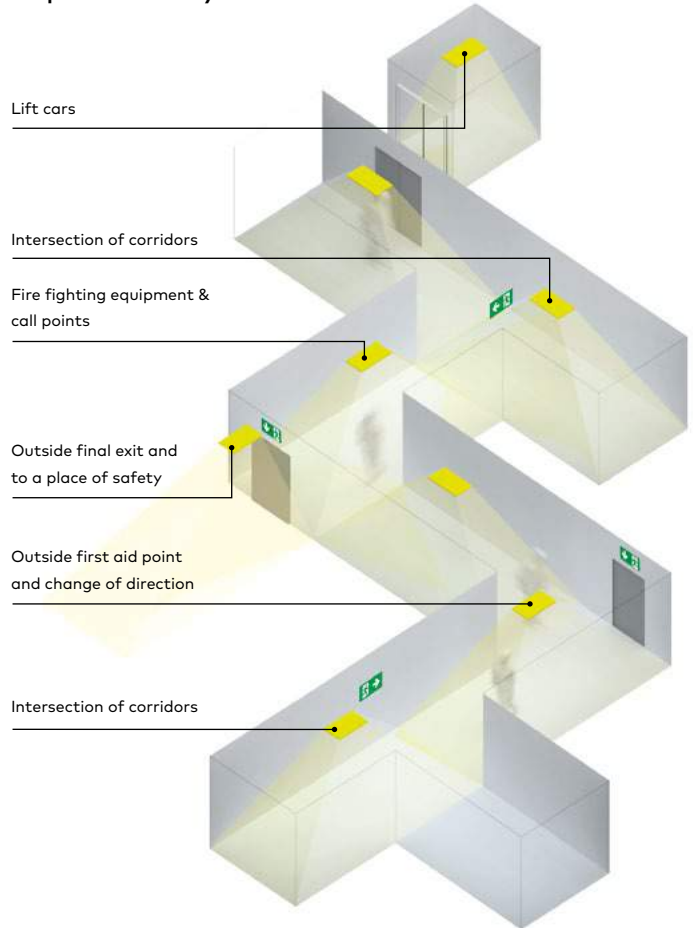 Lift cars
Intersection of corridors
Fire fighting equipment &
call points
Outside final exit and
to a place of safety
Outside first aid point
and change of direction
Intersection of corridors